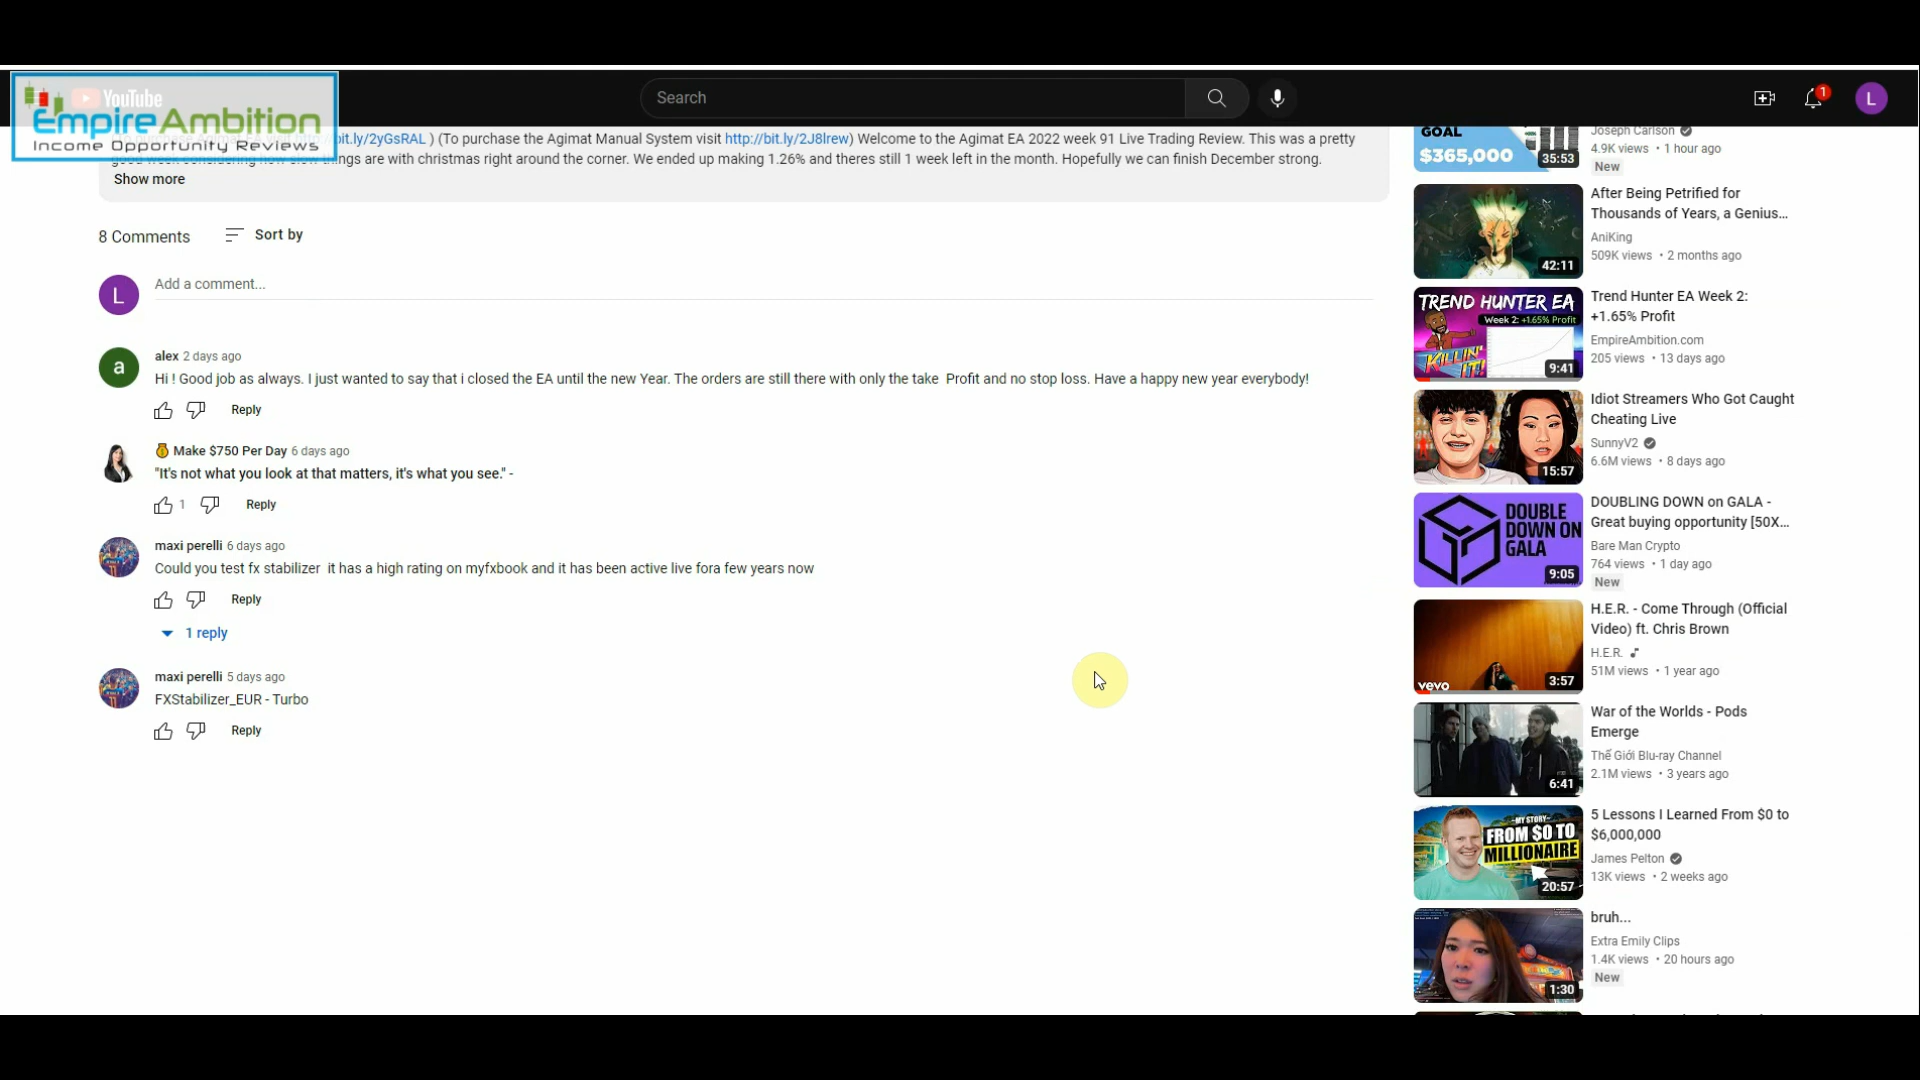 YouTube
EmpireAmbition
Income Opportunity Reviews
Search
1
L
bit.ly/2yGsRAL ) (To purchase the Agimat Manual System visit http://bit.ly/2J8lrew) Welcome to the Agimat EA 2022 week 91 Live Trading Review. This was a pretty
good week considering how slow things are with christmas right around the corner. We ended up making 1.26% and theres still 1 week left in the month. Hopefully we can finish December strong.
Show more
8 Comments
Sort by
L
Add a comment...
a
alex 2 days ago
Hi ! Good job as always. I just wanted to say that i closed the EA until the new Year. The orders are still there with only the take Profit and no stop loss. Have a happy new year everybody!
Reply
Make $750 Per Day 6 days ago
"It's not what you look at that matters, it's what you see." -
1
Reply
maxi perelli 6 days ago
Could you test fx stabilizer it has a high rating on myfxbook and it has been active live fora few years now
Reply
1 reply
maxi perelli 5 days ago
FXStabilizer_EUR - Turbo
Reply
GOAL
$365,000
35:53
Joseph Carlson
4.9K views • 1 hour ago
New
42:11
After Being Petrified for
Thousands of Years, a Genius...
AniKing
509K views • 2 months ago
TREND HUNTER EA
Week 2: +1.65% Profit
KILLIN'
IT!
9:41
Trend Hunter EA Week 2:
+1.65% Profit
EmpireAmbition.com
205 views • 13 days ago
15:57
Idiot Streamers Who Got Caught
Cheating Live
SunnyV2
6.6M views • 8 days ago
DOUBLE
DOWN ON
GALA
9:05
DOUBLING DOWN on GALA -
Great buying opportunity [50X...
Bare Man Crypto
764 views • 1 day ago
New
vevo
3:57
H.E.R. - Come Through (Official
Video) ft. Chris Brown
H.E.R.
51M views • 1 year ago
6:41
War of the Worlds - Pods
Emerge
Thế Giới Blu-ray Channel
2.1M views • 3 years ago
-MY STORY-
FROM $0 TO
MILLIONAIRE
20:57
5 Lessons I Learned From $0 to
$6,000,000
James Pelton
13K views • 2 weeks ago
1:30
bruh...
Extra Emily Clips
1.4K views • 20 hours ago
New